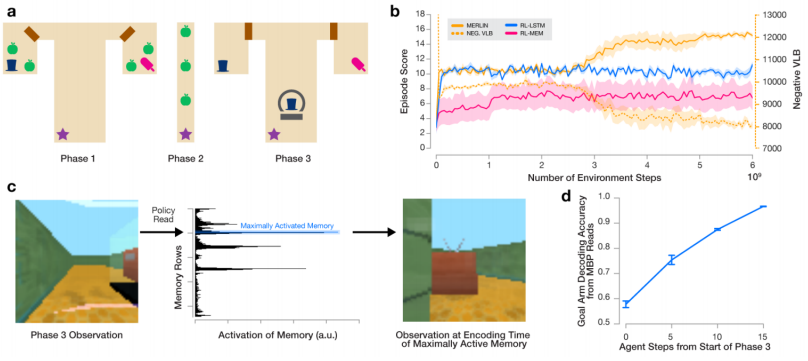 a
Phase 1
Phase 2
Phase 3
b
18
16
14
12
10
8
6
4
2
0
Episode Score
MERLIN
NEG. VLB
RL-LSTM
RL-MEM
13000
12000
11000
10000
9000
8000
7000
Negative VLB
0
1
2
3
4
5
6
Number of Environment Steps
10⁹
c
Phase 3 Observation
Policy
Read
Memory Rows
Maximally Activated Memory
Activation of Memory (a.u.)
Observation at Encoding Time
of Maximally Active Memory
d
Goal Arm Decoding Accuracy
from MBP Reads
1.0
0.9
0.8
0.7
0.6
0.5
0
5
10
15
Agent Steps from Start of Phase 3